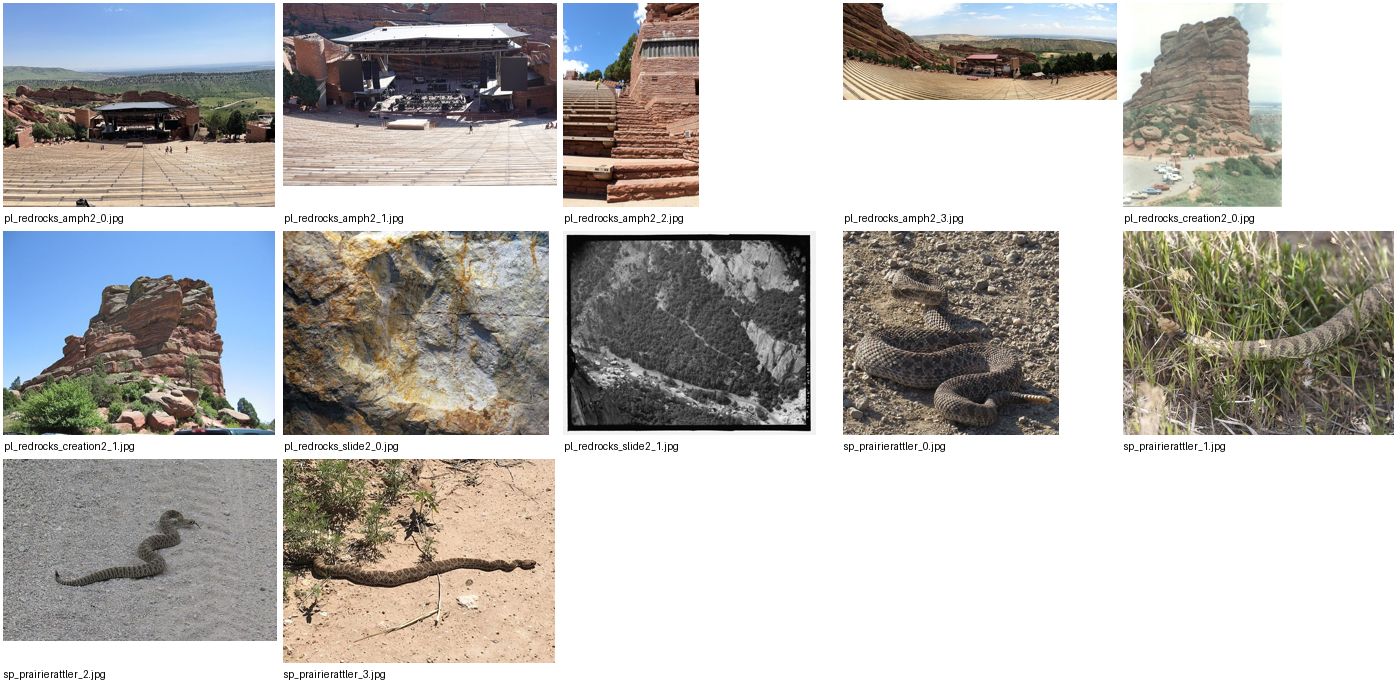 pl_redrocks_amph2_0.jpg
pl_redrocks_amph2_1.jpg
pl_redrocks_amph2_2.jpg
pl_redrocks_amph2_3.jpg
pl_redrocks_creation2_0.jpg
pl_redrocks_creation2_1.jpg
pl_redrocks_slide2_0.jpg
pl_redrocks_slide2_1.jpg
sp_prairierattler_0.jpg
sp_prairierattler_1.jpg
sp_prairierattler_2.jpg
sp_prairierattler_3.jpg